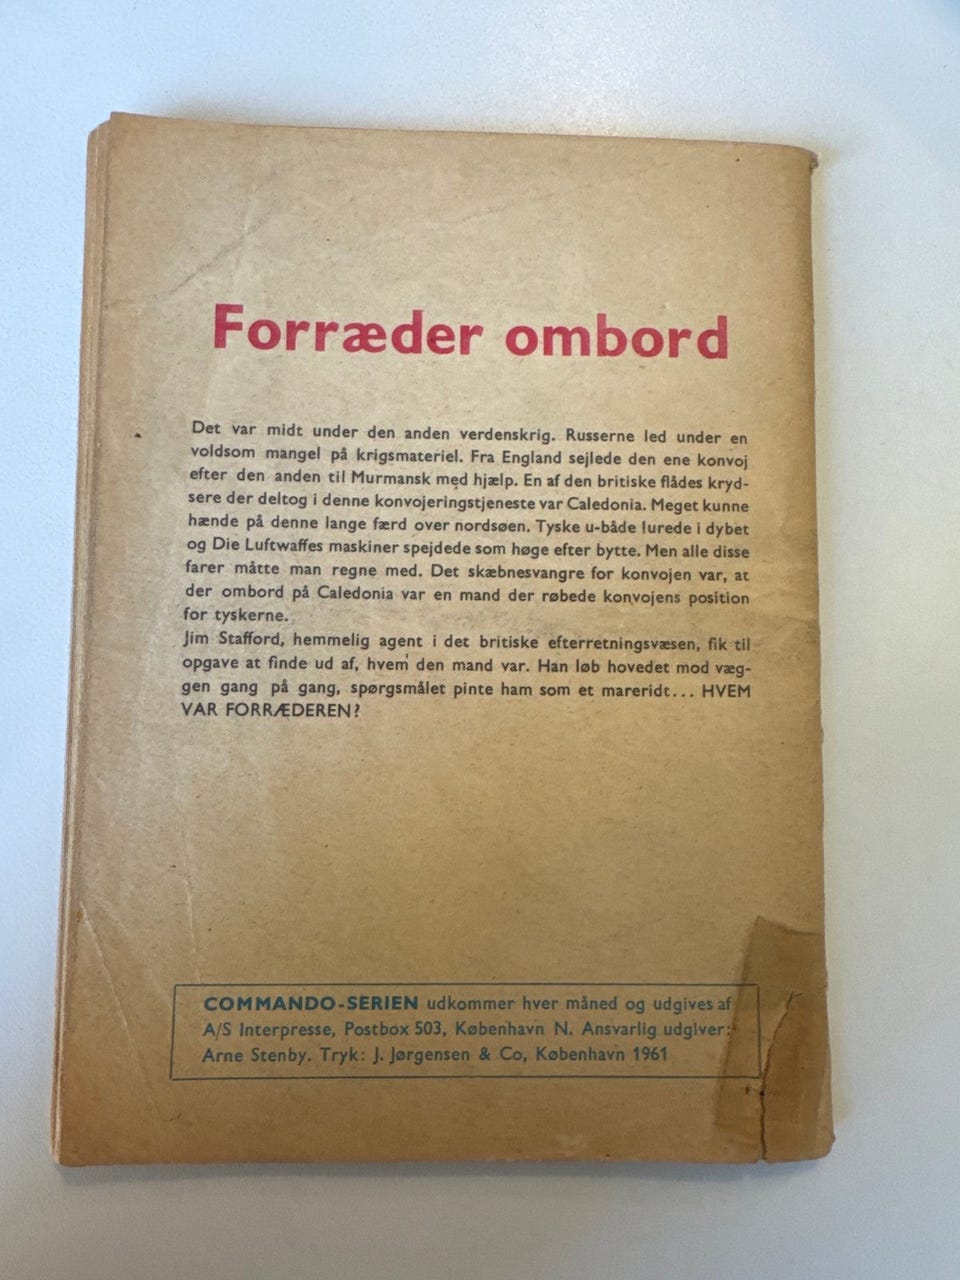 Forræder ombord
Det var midt under den anden verdenskrig. Russerne led under en
voldsom mangel på krigsmateriel. Fra England sejlede den ene konvoj
efter den anden til Murmansk med hjælp. En af den britiske flådes kryd-
sere der deltog i denne konvojeringstjeneste var Caledonia. Meget kunne
hænde på denne lange færd over nordsøen. Tyske u-både lurede i dybet
og Die Luftwaffes maskiner spejdede som høge efter bytte. Men alle disse
farer måtte man regne med. Det skæbnesvangre for konvojen var, at
der ombord på Caledonia var en mand der røbede konvojens position
for tyskerne.
Jim Stafford, hemmelig agent i det britiske efterretningsvæsen, fik til
opgave at finde ud af, hvem den mand var. Han løb hovedet mod væg-
gen gang på gang, spørgsmålet pinte ham som et mareridt... HVEM
VAR FORRÆDEREN?
COMMANDO-SERIEN udkommer hver måned og udgives af
A/S Interpresse, Postbox 503, København N. Ansvarlig udgiver:
Arne Stenby. Tryk: J. Jørgensen & Co, København 1961